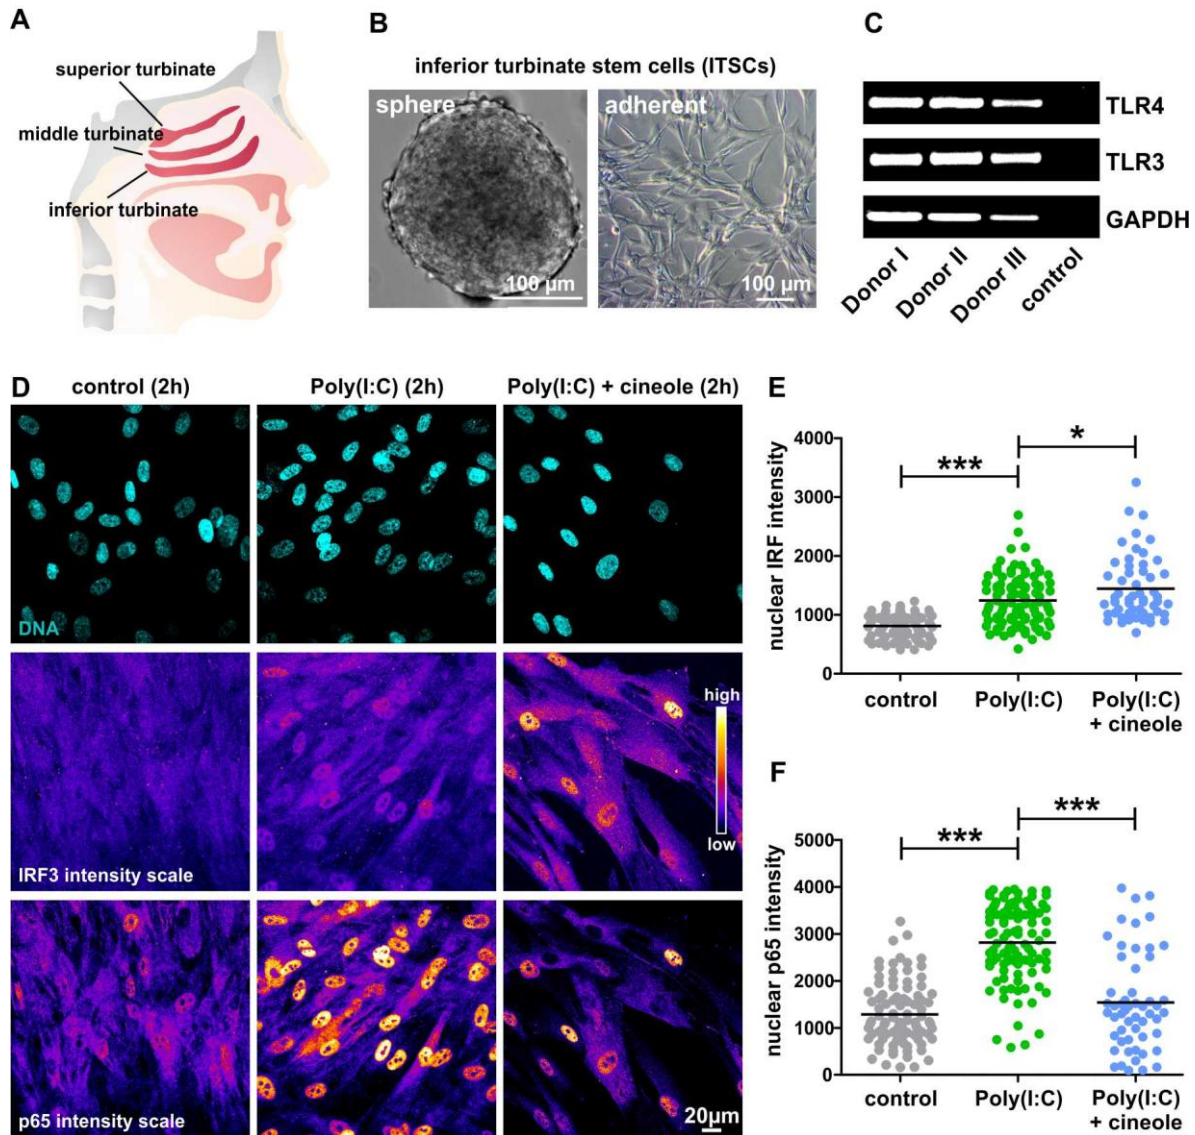 A
superior turbinate
middle turbinate
inferior turbinate
B
inferior turbinate stem cells (ITSCs)
sphere
100 µm
adherent
100 µm
C
TLR4
TLR3
GAPDH
Donor I
Donor II
Donor III
control
D
control (2h)
Poly(I:C) (2h)
Poly(I:C) + cineole (2h)
DNA
IRF3 intensity scale
high
low
p65 intensity scale
20µm
E
nuclear IRF intensity
4000
3000
2000
1000
0
***
*
control
Poly(I:C)
Poly(I:C)
+ cineole
F
nuclear p65 intensity
5000
4000
3000
2000
1000
0
***
***
control
Poly(I:C)
Poly(I:C)
+ cineole